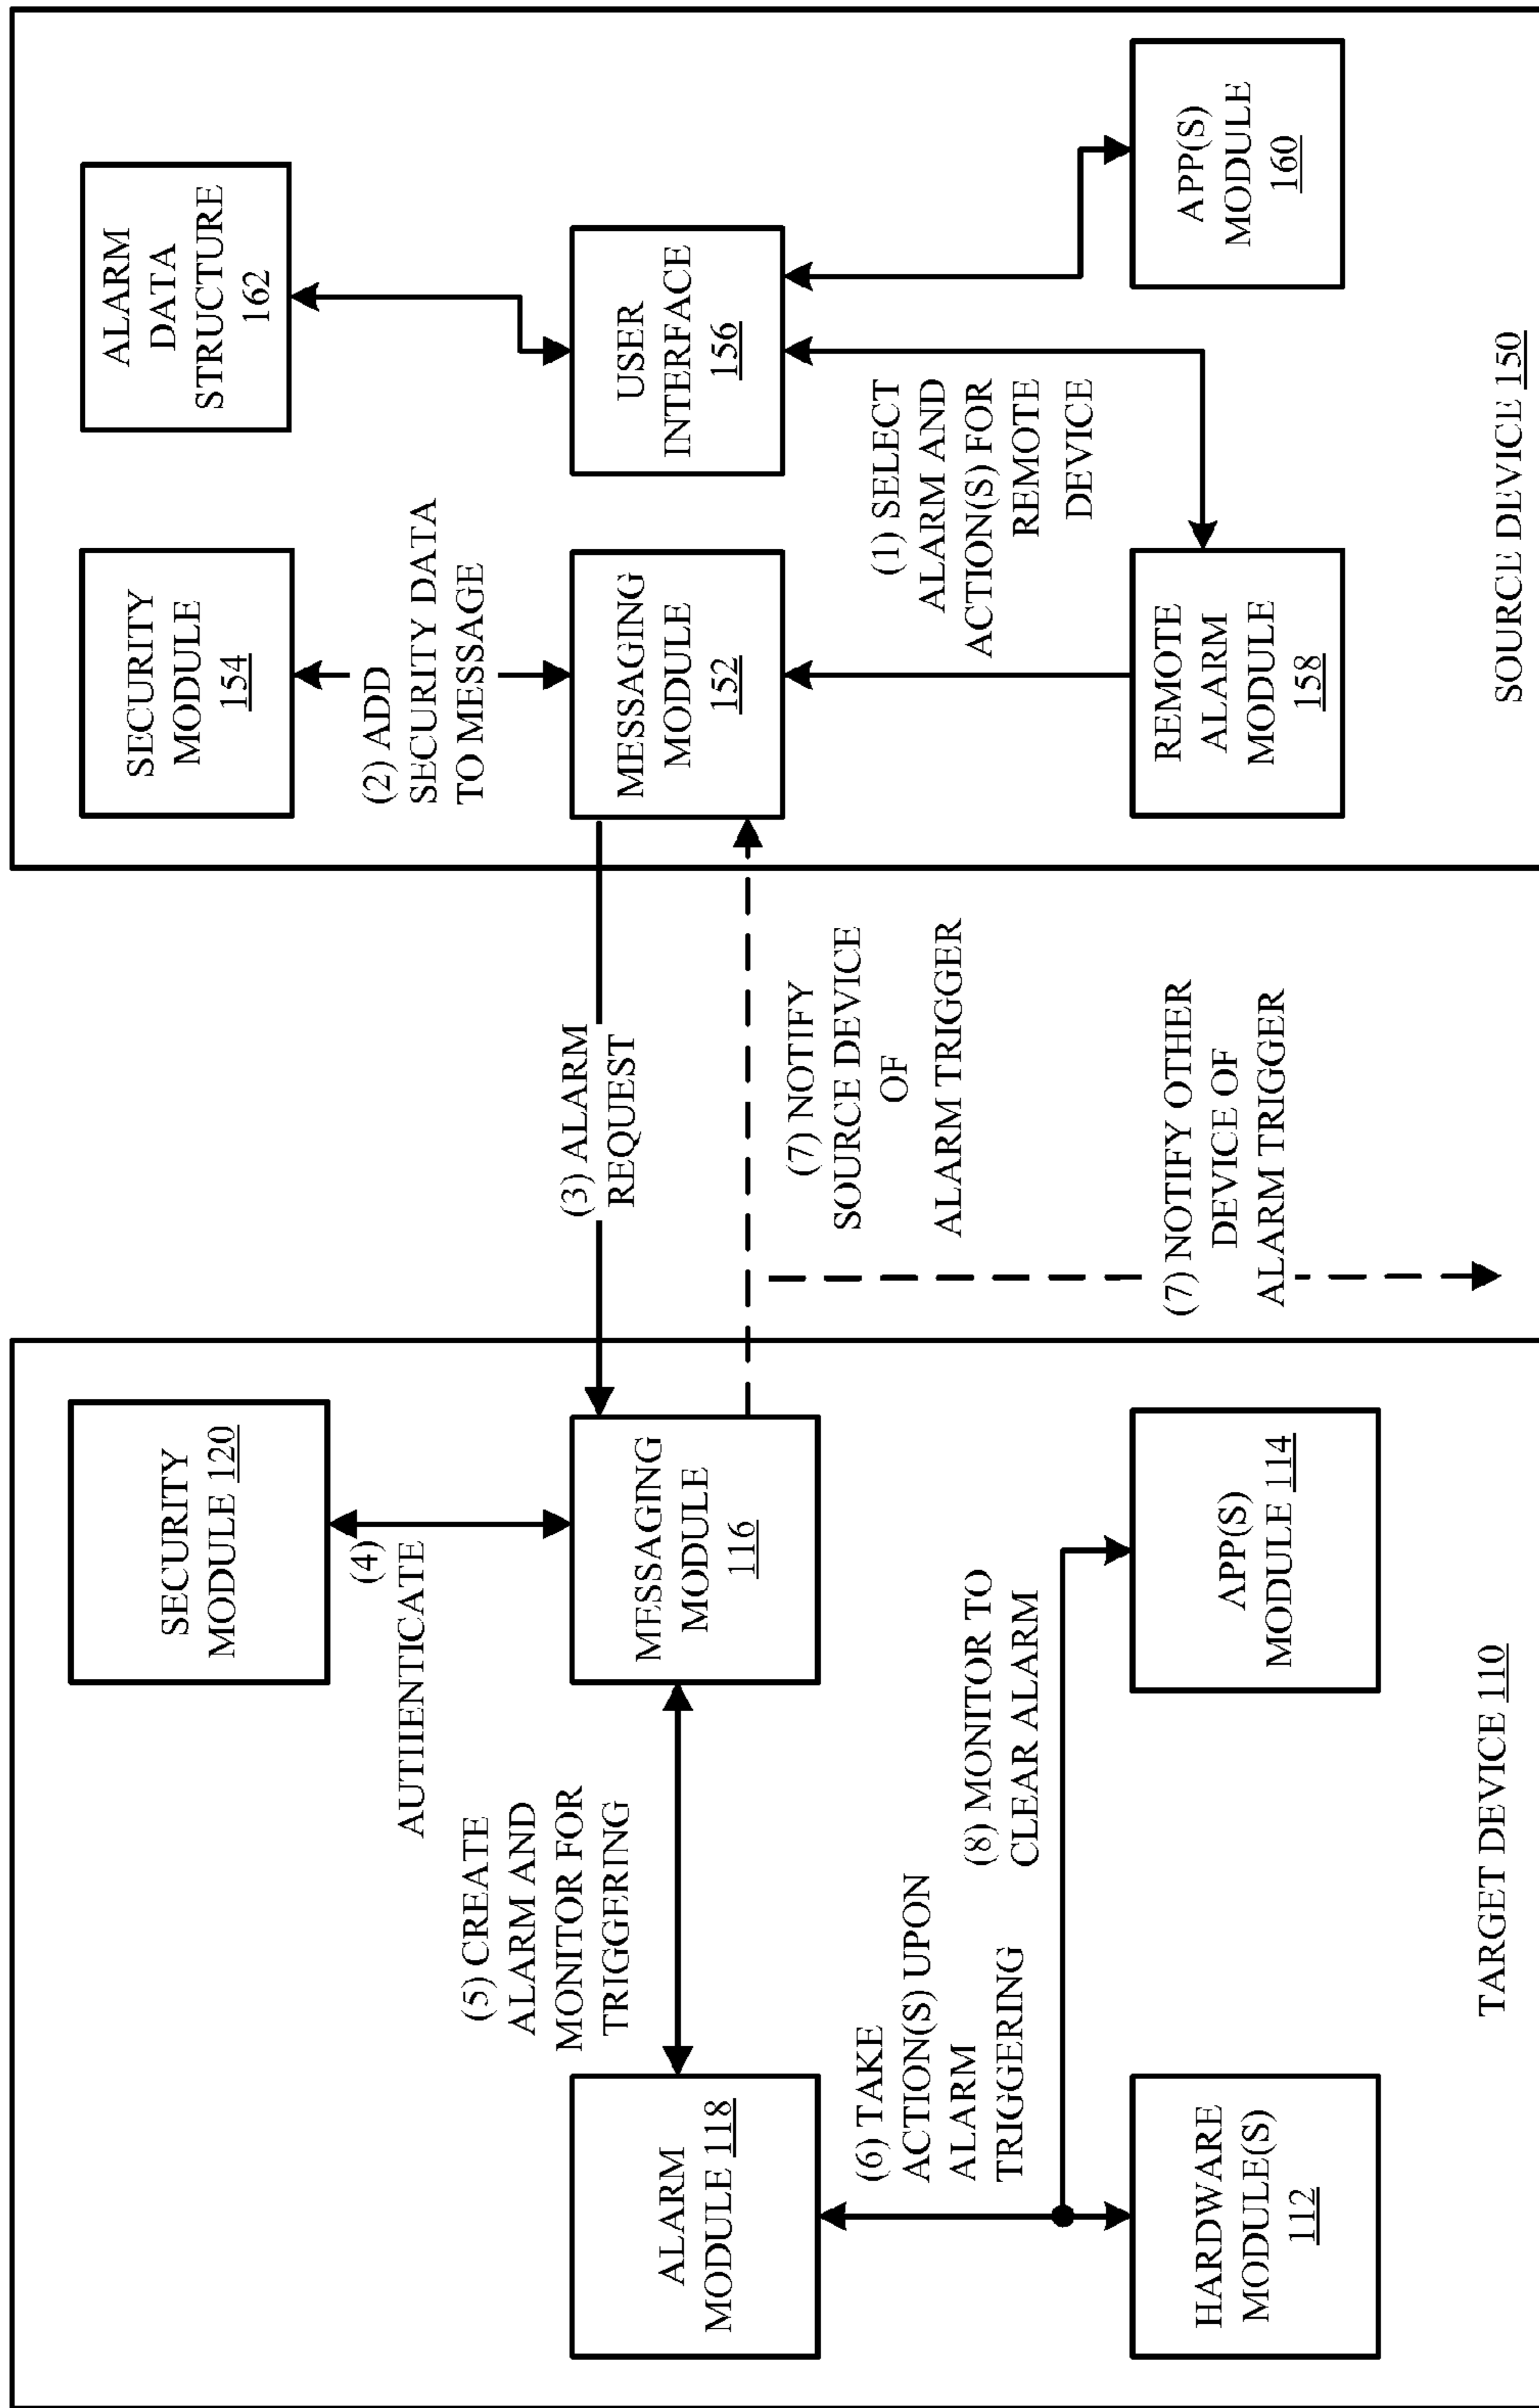 SECURITY
MODULE 120
(4)
AUTHENTICATE
(5) CREATE
ALARM AND
MONITOR FOR
TRIGGERING
ALARM
MODULE 118
MESSAGING
MODULE
116
(6) TAKE
ACTION(S) UPON
ALARM
TRIGGERING
(8) MONITOR TO
CLEAR ALARM
HARDWARE
MODULE(S)
112
APP(S)
MODULE 114
TARGET DEVICE 110
(3) ALARM
REQUEST
(7) NOTIFY
SOURCE DEVICE
OF
ALARM TRIGGER
(7) NOTIFY OTHER
DEVICE OF
ALARM TRIGGER
SECURITY
MODULE
154
ALARM
DATA
STRUCTURE
162
(2) ADD
SECURITY DATA
TO MESSAGE
MESSAGING
MODULE
152
USER
INTERFACE
156
(1) SELECT
ALARM AND
ACTION(S) FOR
REMOTE
DEVICE
REMOTE
ALARM
MODULE
158
APP(S)
MODULE
160
SOURCE DEVICE 150